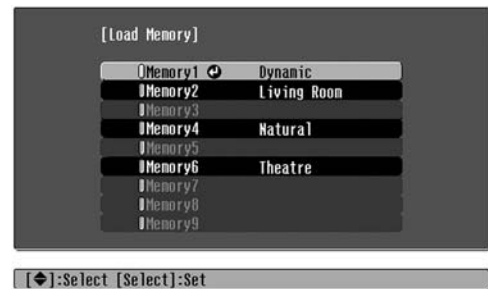 [Load Memory]
Memory1 Dynamic
Memory2 Living Room
Memory3
Memory4 Natural
Memory5
Memory6 Theatre
Memory7
Memory8
Memory9
[◆]:Select [Select]:Set